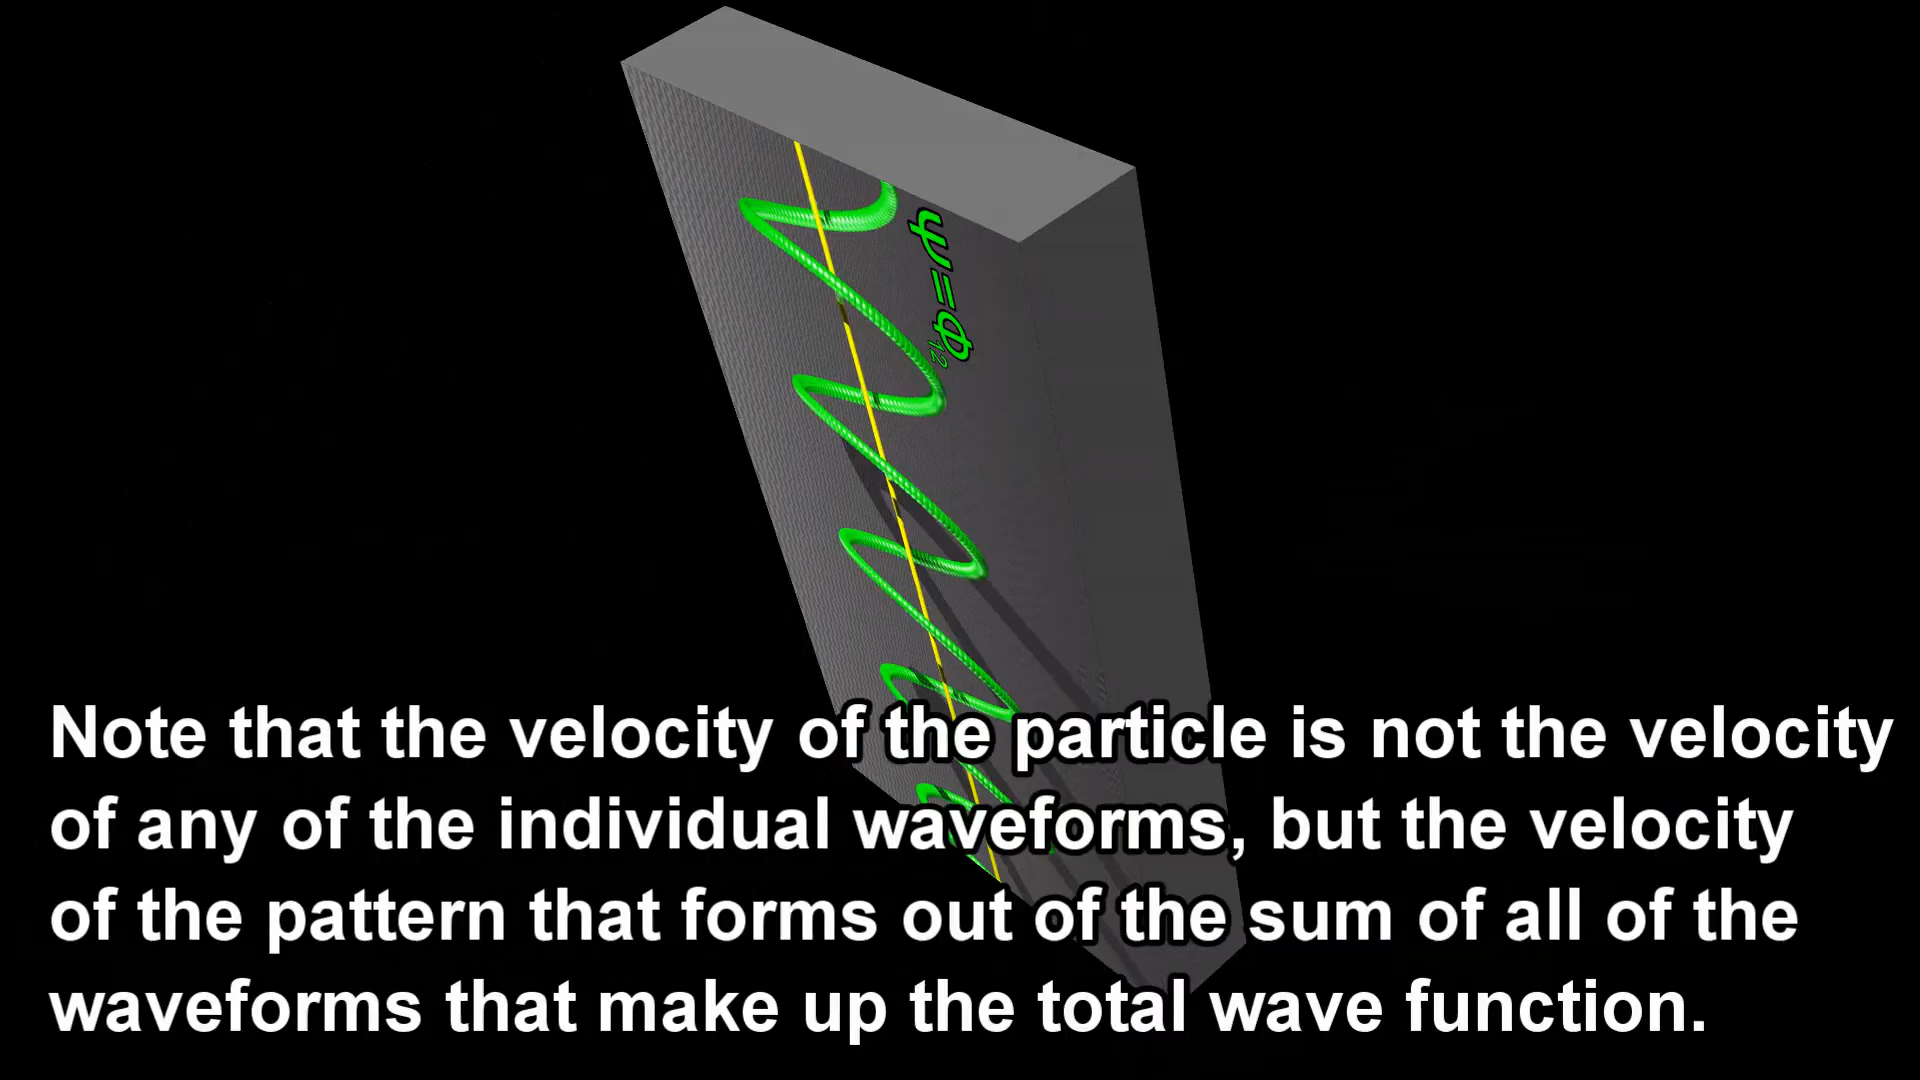 ψ=Φ12
Note that the velocity of the particle is not the velocity
of any of the individual waveforms, but the velocity
of the pattern that forms out of the sum of all of the
waveforms that make up the total wave function.